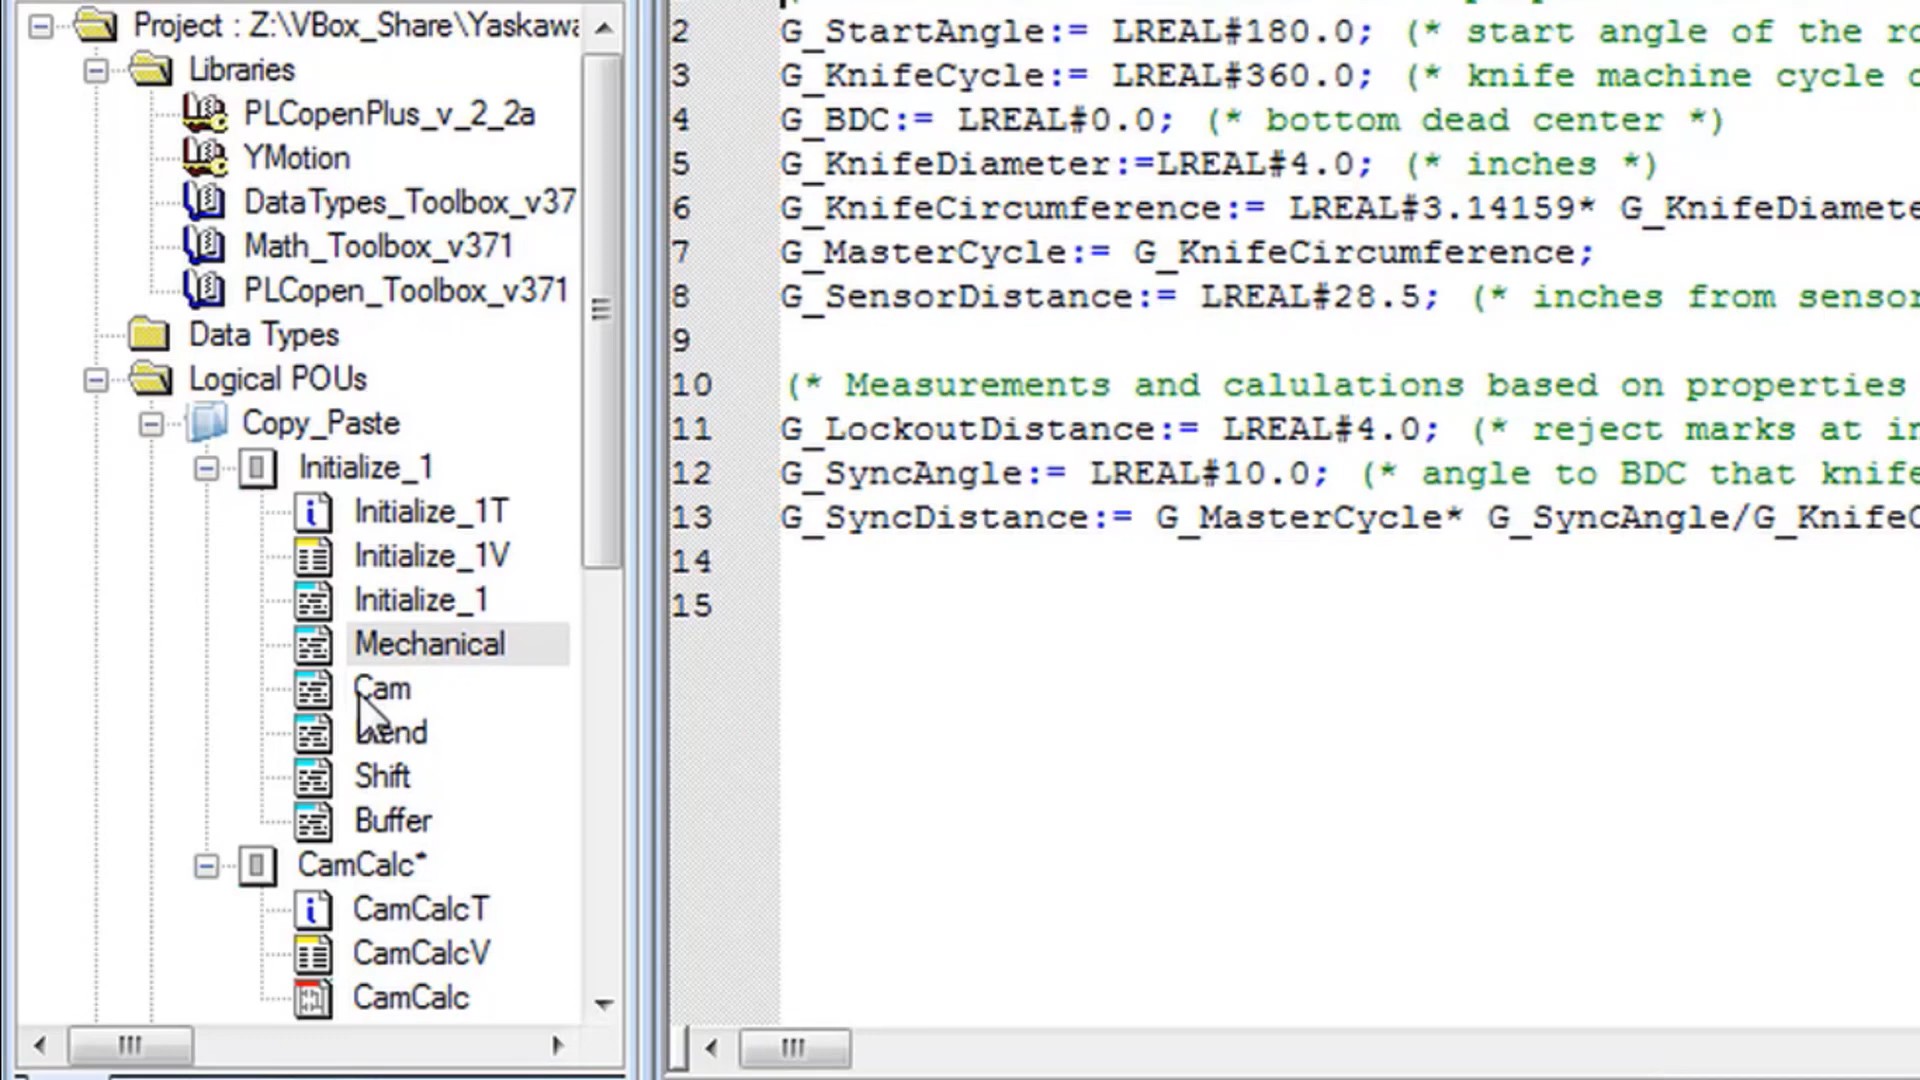 Project : Z:\VBox_Share\Yaskawa
Libraries
PLCopenPlus_v_2_2a
YMotion
DataTypes_Toolbox_v37
Math_Toolbox_v371
PLCopen_Toolbox_v371
Data Types
Logical POUs
Copy_Paste
Initialize_1
Initialize_1T
Initialize_1V
Initialize_1
Mechanical
Cam
Shift
Buffer
CamCalc*
CamCalcT
CamCalcV
CamCalc
2 G_StartAngle:= LREAL#180.0; (* start angle of the ro
3 G_KnifeCycle:= LREAL#360.0; (* knife machine cycle
4 G_BDC:= LREAL#0.0; (* bottom dead center *)
5 G_KnifeDiameter:=LREAL#4.0; (* inches *)
6 G_KnifeCircumference:= LREAL#3.14159* G_KnifeDiamete
7 G_MasterCycle:= G_KnifeCircumference;
8 G_SensorDistance:= LREAL#28.5; (* inches from sensor
9
10 (* Measurements and calulations based on properties
11 G_LockoutDistance:= LREAL#4.0; (* reject marks at in
12 G_SyncAngle:= LREAL#10.0; (* angle to BDC that knife
13 G_SyncDistance:= G_MasterCycle* G_SyncAngle/G_KnifeC
14
15